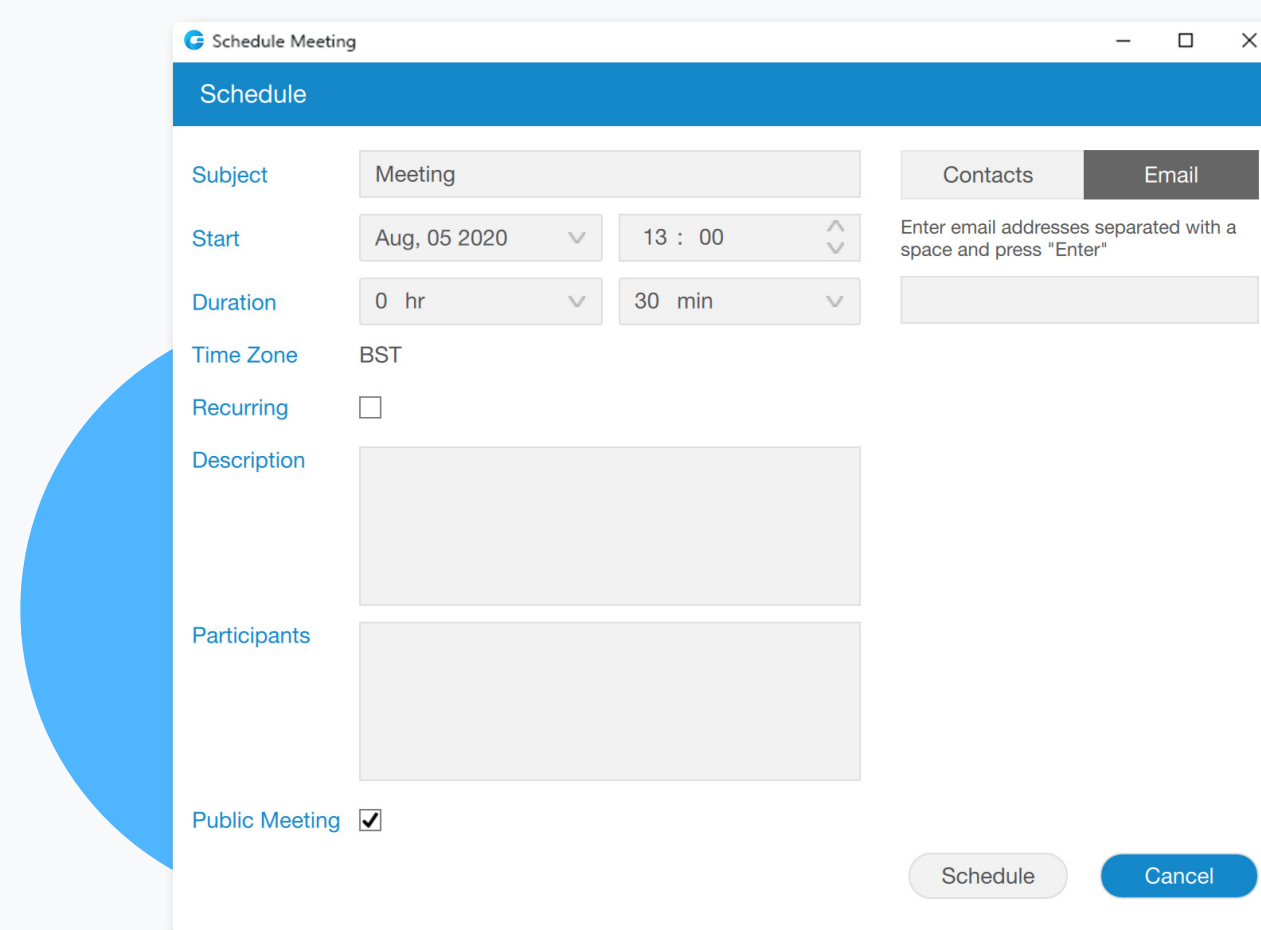 Schedule Meeting
Schedule
Subject
Meeting
Contacts
Email
Start
Aug, 05 2020
13 : 00
Enter email addresses separated with a
space and press "Enter"
Duration
0 hr
30 min
Time Zone
BST
Recurring
Description
Participants
Public Meeting
Schedule
Cancel